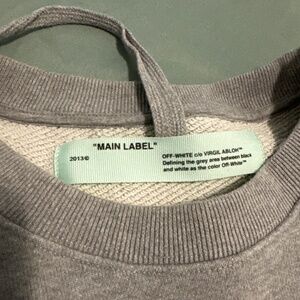 "MAIN LABEL"
2013©
OFF-WHITE c/o VIRGIL ABLOH™
Defining the grey area between black
and white as the color Off-White™